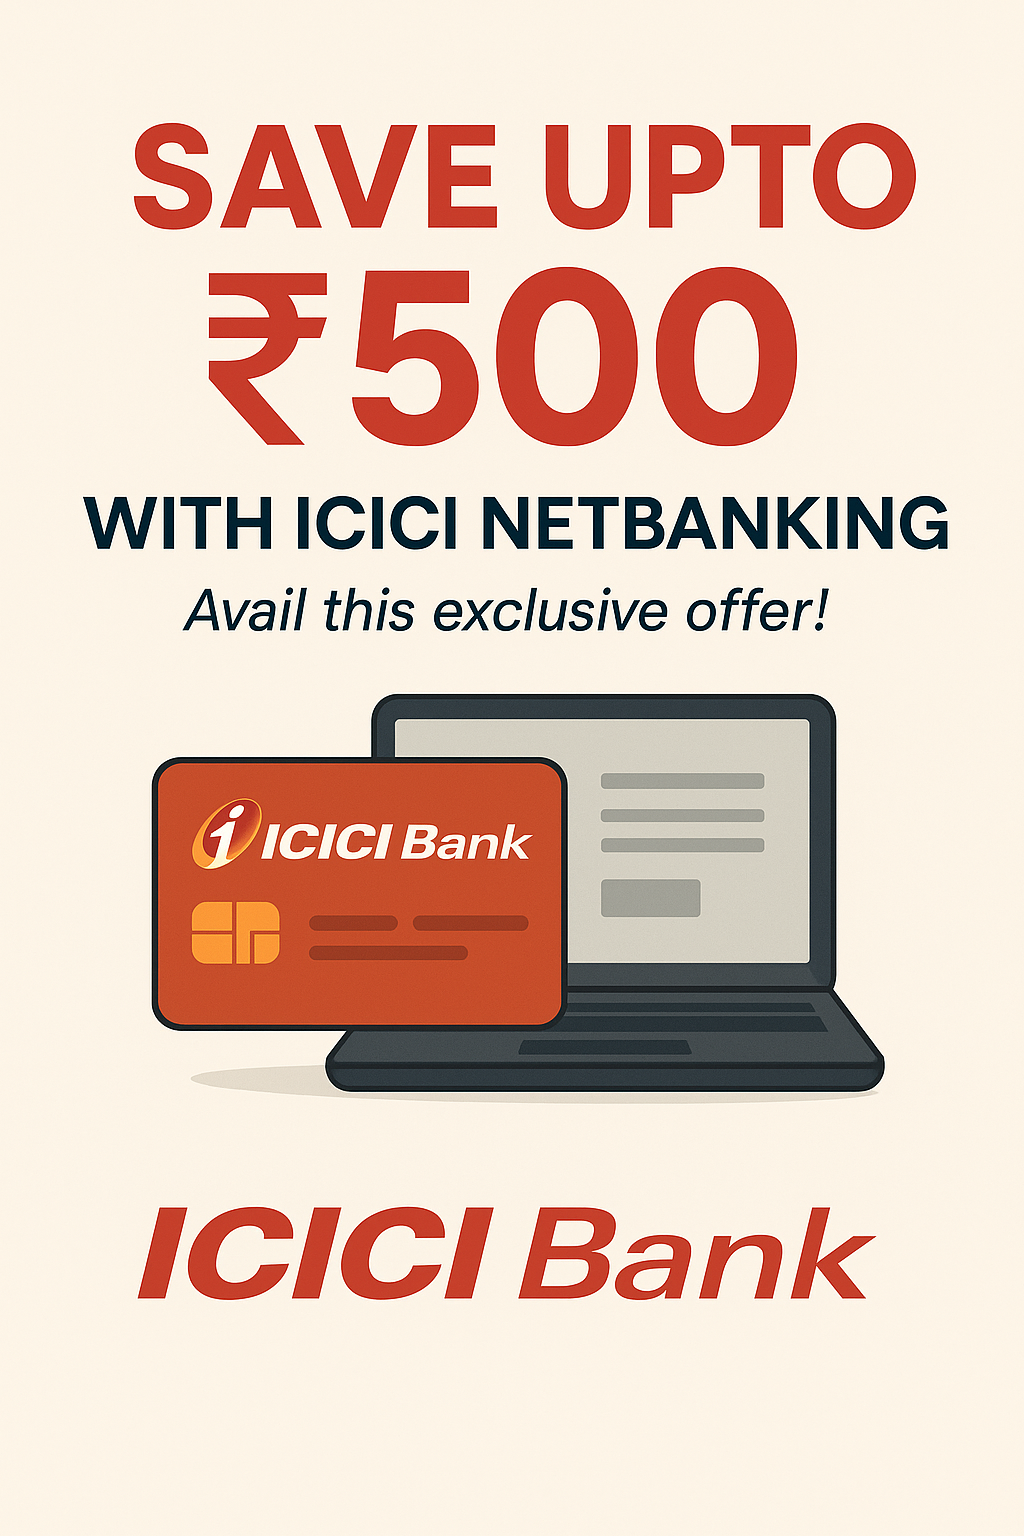 SAVE UPTO
₹500
WITH ICICI NETBANKING
Avail this exclusive offer!
i ICICI Bank
ICICI Bank